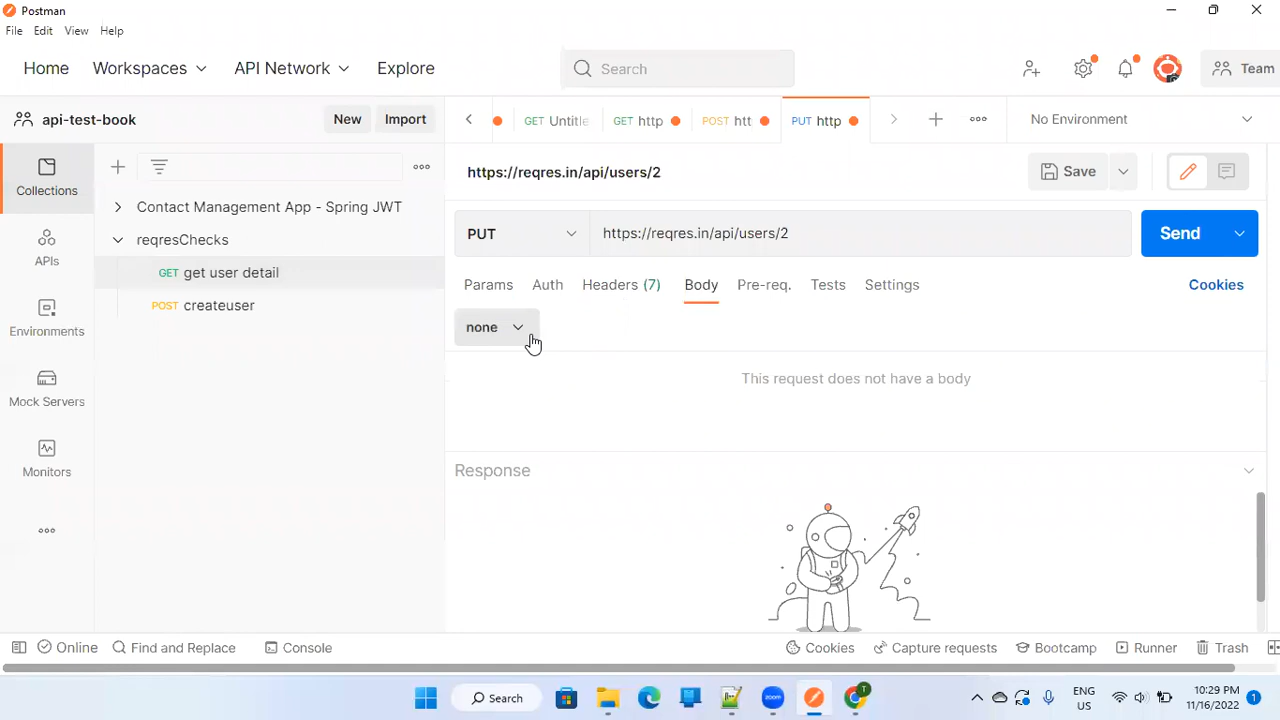 Postman
File Edit View Help
Home Workspaces API Network Explore Search Team
api-test-book New Import
GET Untitle GET http POST htt PUT http No Environment
Collections
APIs
Environments
Mock Servers
Monitors
Contact Management App - Spring JWT
reqresChecks
GET get user detail
POST createuser
https://reqres.in/api/users/2 Save
PUT https://reqres.in/api/users/2 Send
Params Auth Headers (7) Body Pre-req. Tests Settings Cookies
none
This request does not have a body
Response
Online Find and Replace Console Cookies Capture requests Bootcamp Runner Trash
Search zoom T ENG 10:29 PM
US 11/16/2022 1